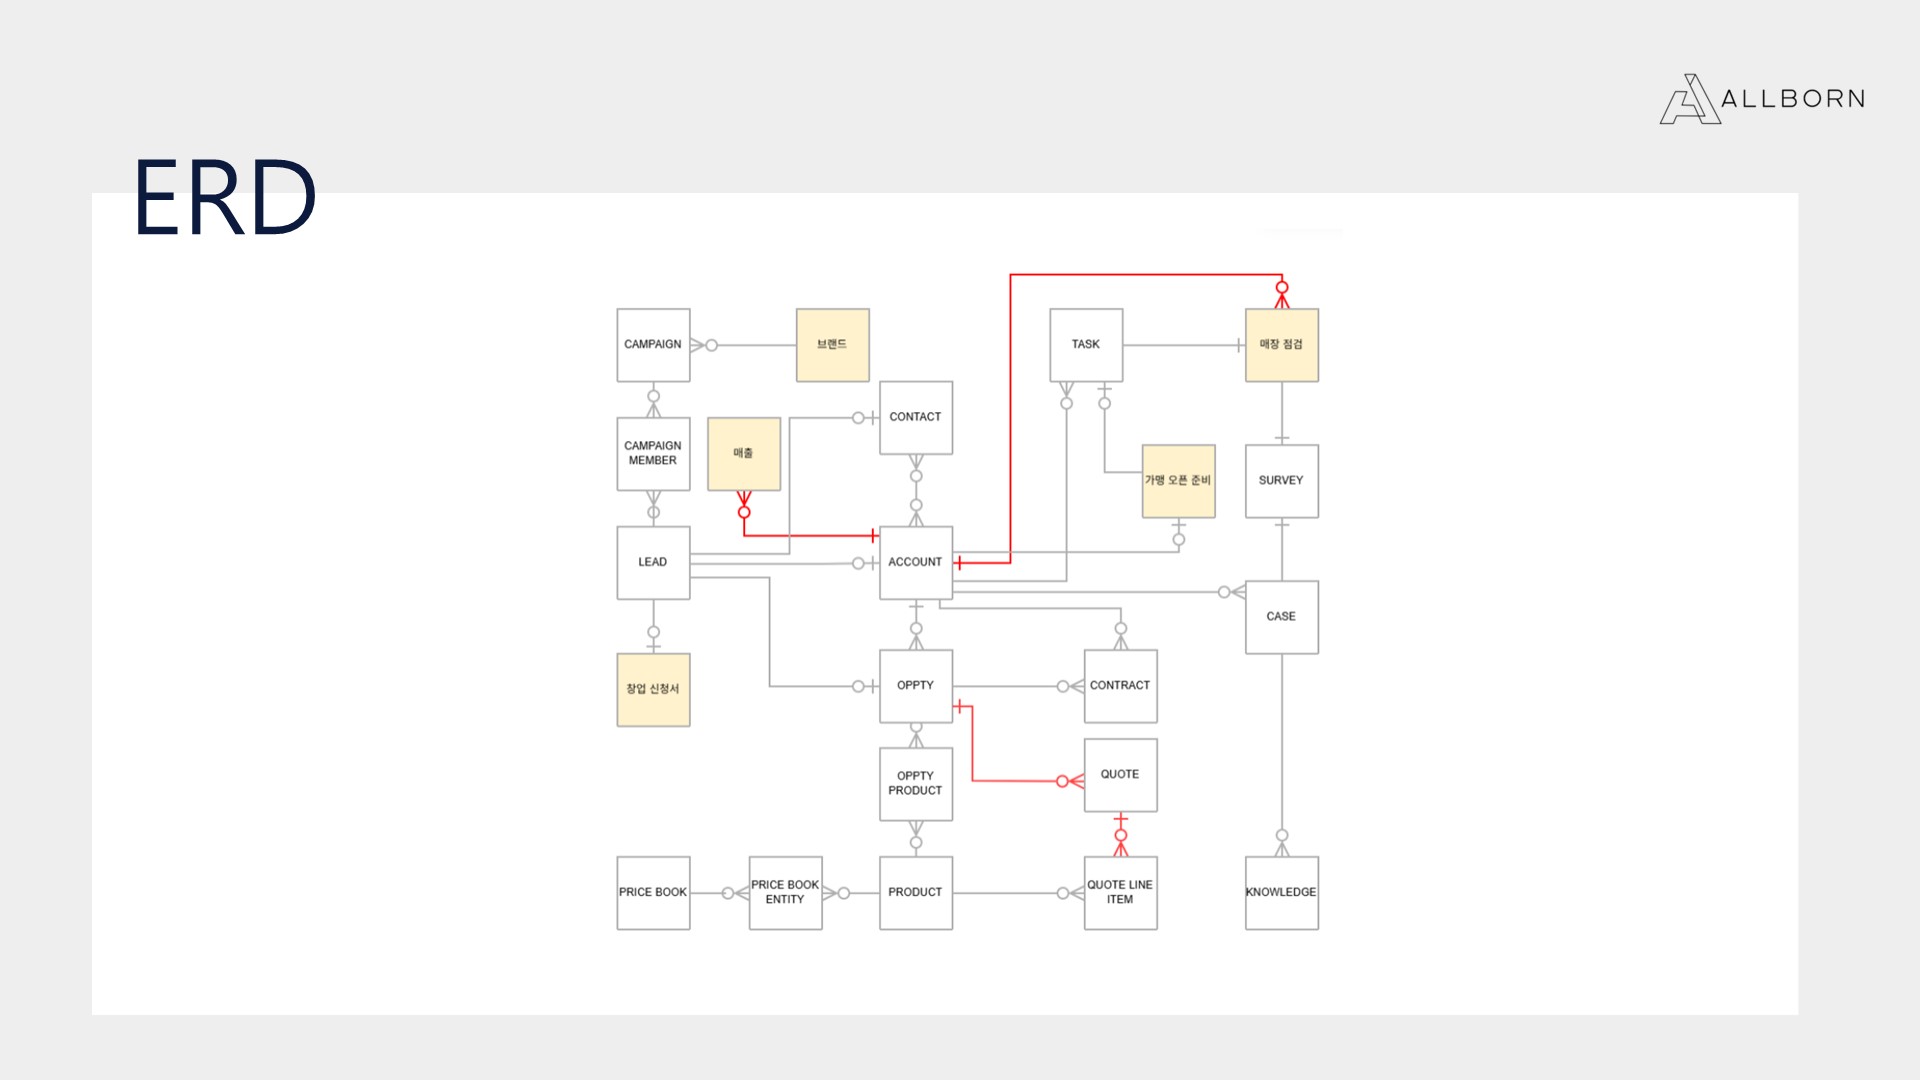 ALLBORN
ERD
CAMPAIGN
브랜드
TASK
매장 점검
CONTACT
CAMPAIGN
MEMBER
매출
가맹 오픈 준비
SURVEY
LEAD
ACCOUNT
CASE
창업 신청서
OPPTY
CONTRACT
OPPTY
PRODUCT
QUOTE
PRICE BOOK
PRICE BOOK
ENTITY
PRODUCT
QUOTE LINE
ITEM
KNOWLEDGE